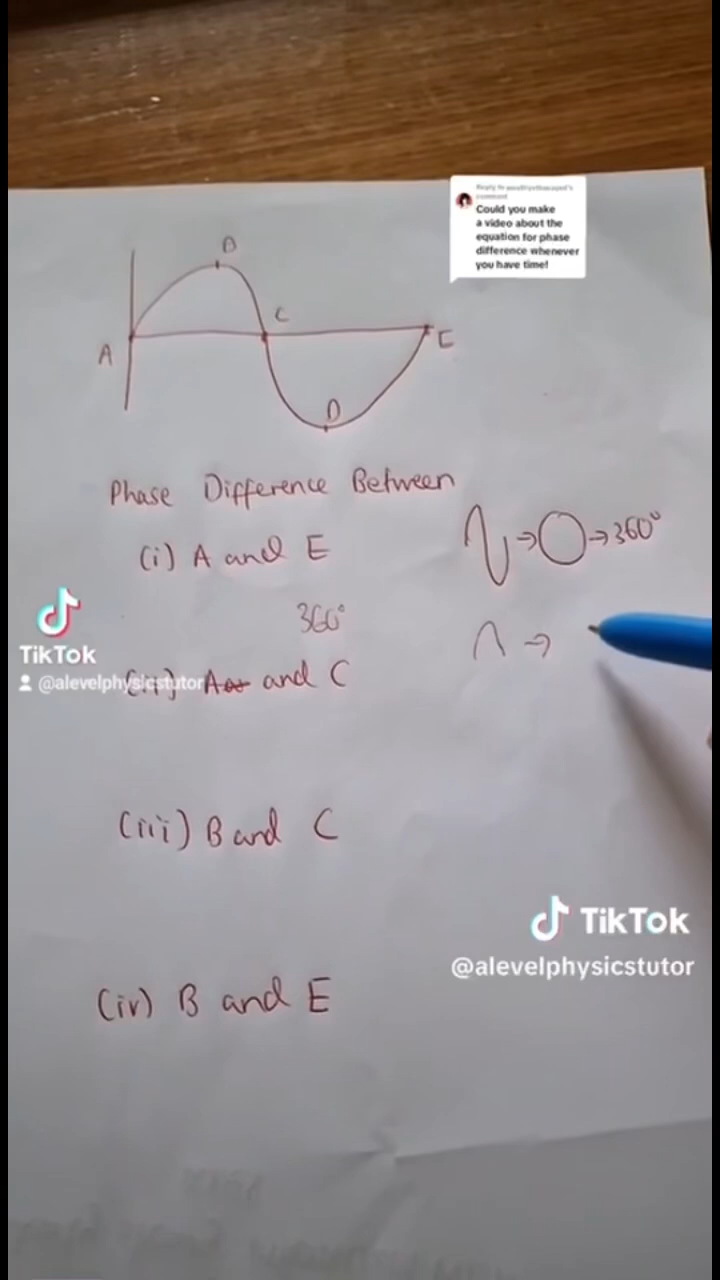 Could you make
a video about the
equation for phase
difference whenever
you have time!
B
C
A
E
D
Phase Difference Between
(i) A and E
→ → 360°
360°
→
TikTok
@alevelphysicstutor
(ii) A and C
(iii) B and C
TikTok
@alevelphysicstutor
(iv) B and E